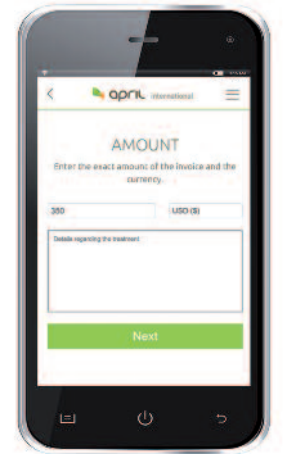 april international
AMOUNT
Enter the exact amount of the invoice and the
currency.
350 USD ($)
Details regarding the treatment
Next